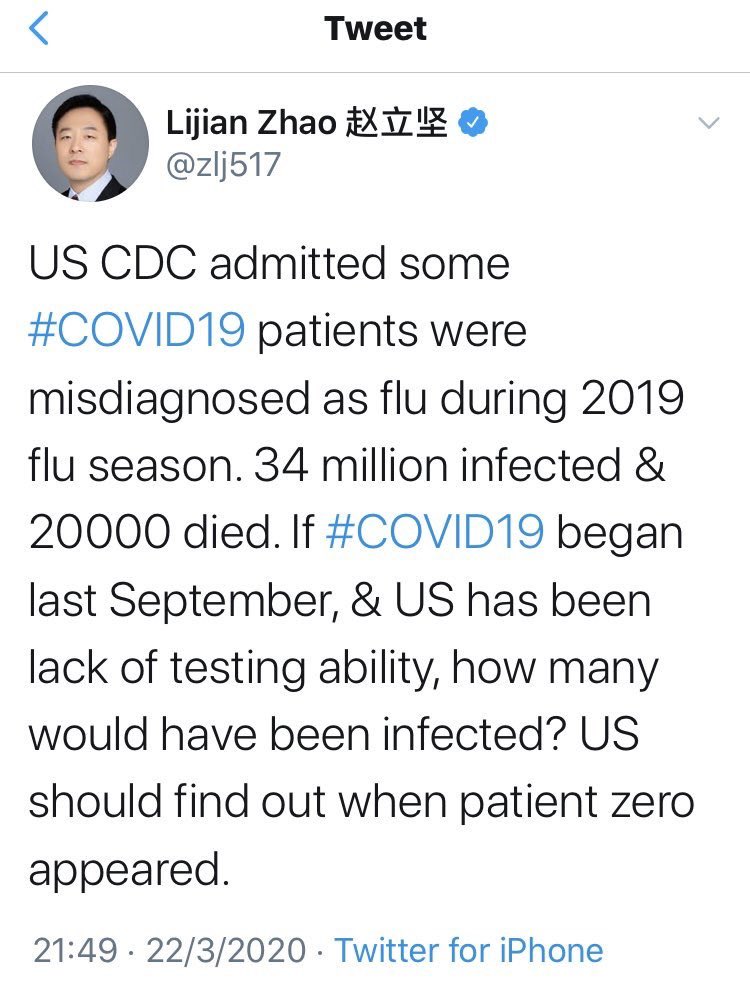 Tweet
Lijian Zhao 赵立坚
@zlj517
US CDC admitted some
#COVID19 patients were
misdiagnosed as flu during 2019
flu season. 34 million infected &
20000 died. If #COVID19 began
last September, & US has been
lack of testing ability, how many
would have been infected? US
should find out when patient zero
appeared.
21:49 · 22/3/2020 · Twitter for iPhone